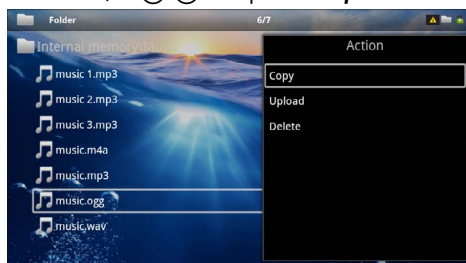 Folder
6/7
Internal memory\Mus
Action
music 1.mp3
Copy
music 2.mp3
Upload
music 3.mp3
Delete
music.m4a
music.mp3
music.ogg
music.wav